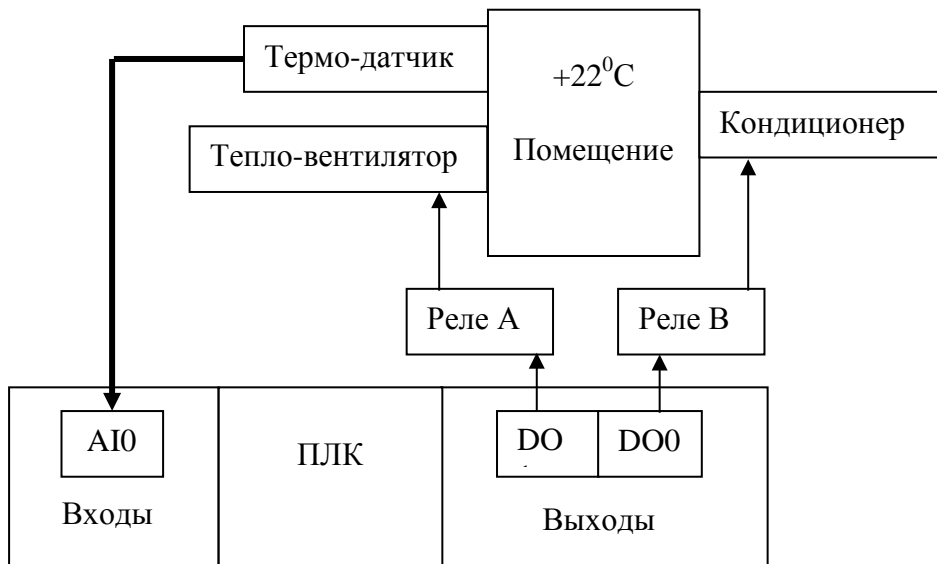 Термо-датчик
+22⁰С
Помещение
Кондиционер
Тепло-вентилятор
Реле А
Реле В
AI0
ПЛК
DO
DO0
Входы
Выходы